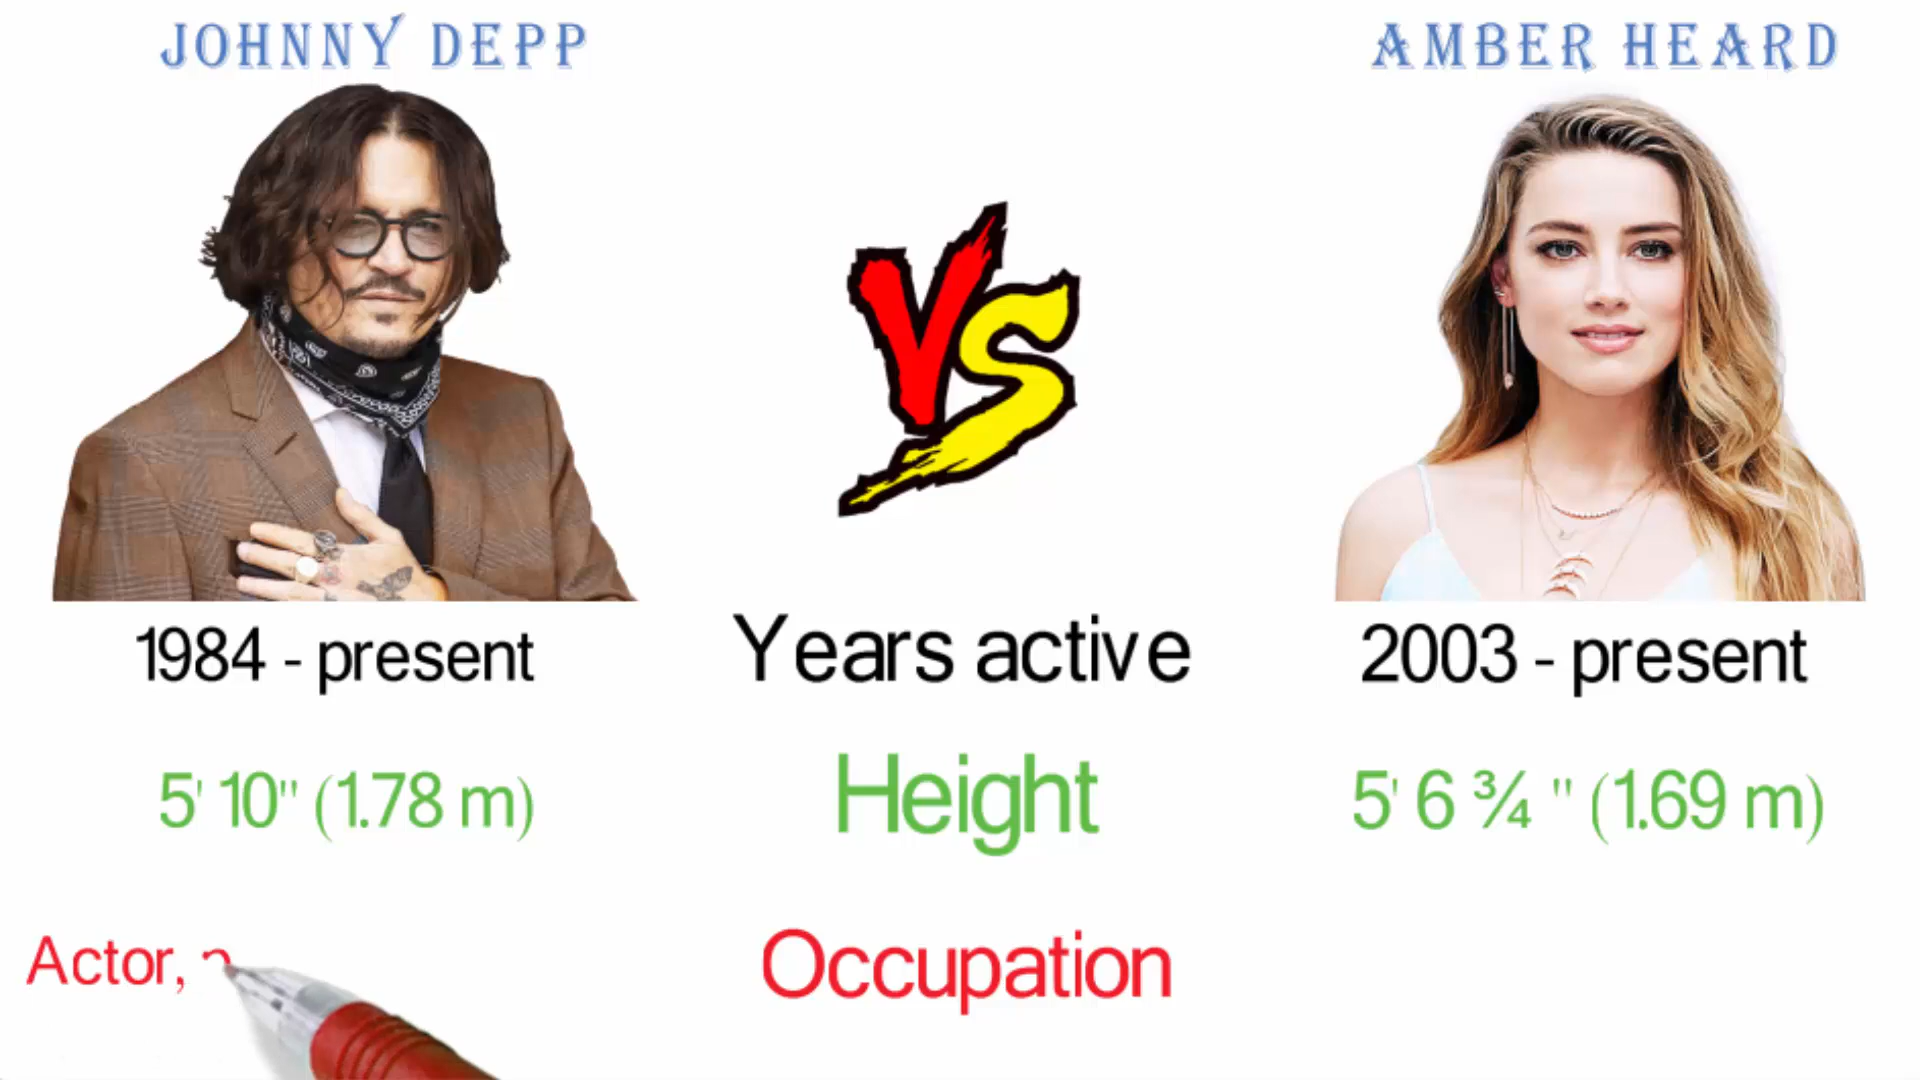 JOHNNY DEPP
AMBER HEARD
VS
1984 - present
Years active
2003 - present
5' 10" (1.78 m)
Height
5' 6 ¾ " (1.69 m)
Actor,
Occupation